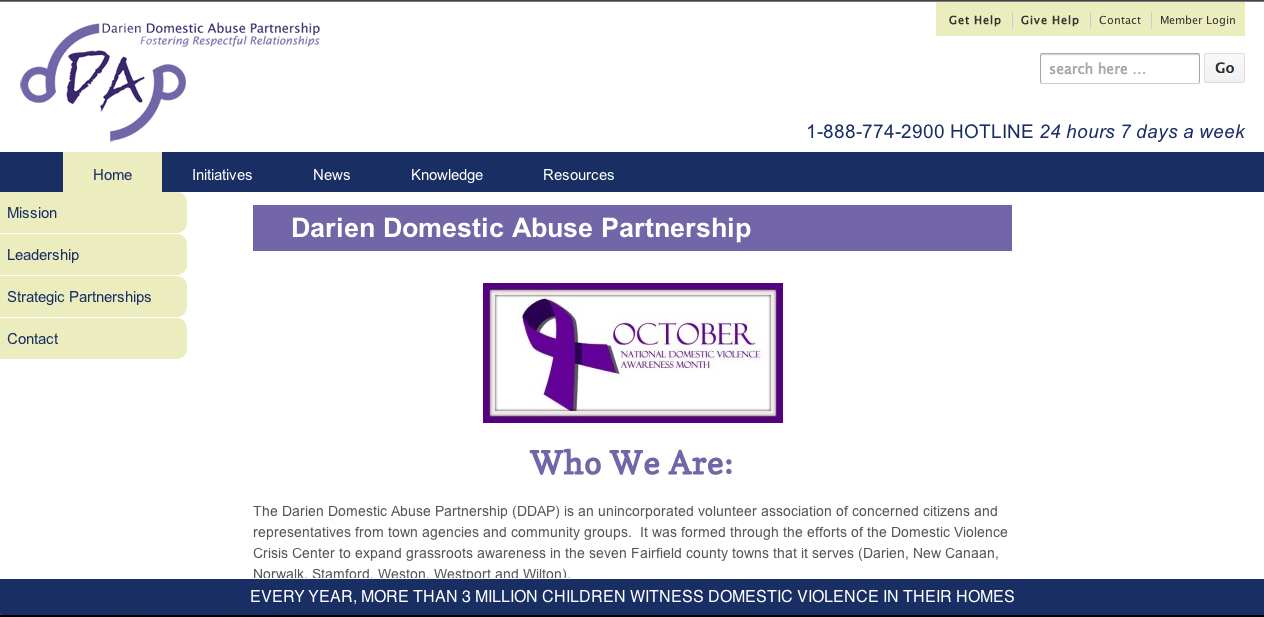 Darien Domestic Abuse Partnership
Fostering Respectful Relationships
dDAp
Get Help Give Help Contact Member Login
search here ...
Go
1-888-774-2900 HOTLINE 24 hours 7 days a week
Home Initiatives News Knowledge Resources
Mission
Leadership
Strategic Partnerships
Contact
Darien Domestic Abuse Partnership
OCTOBER
NATIONAL DOMESTIC VIOLENCE
AWARENESS MONTH
Who We Are:
The Darien Domestic Abuse Partnership (DDAP) is an unincorporated volunteer association of concerned citizens and
representatives from town agencies and community groups.  It was formed through the efforts of the Domestic Violence
Crisis Center to expand grassroots awareness in the seven Fairfield county towns that it serves (Darien, New Canaan,
Norwalk, Stamford, Weston, Westport and Wilton).
EVERY YEAR, MORE THAN 3 MILLION CHILDREN WITNESS DOMESTIC VIOLENCE IN THEIR HOMES